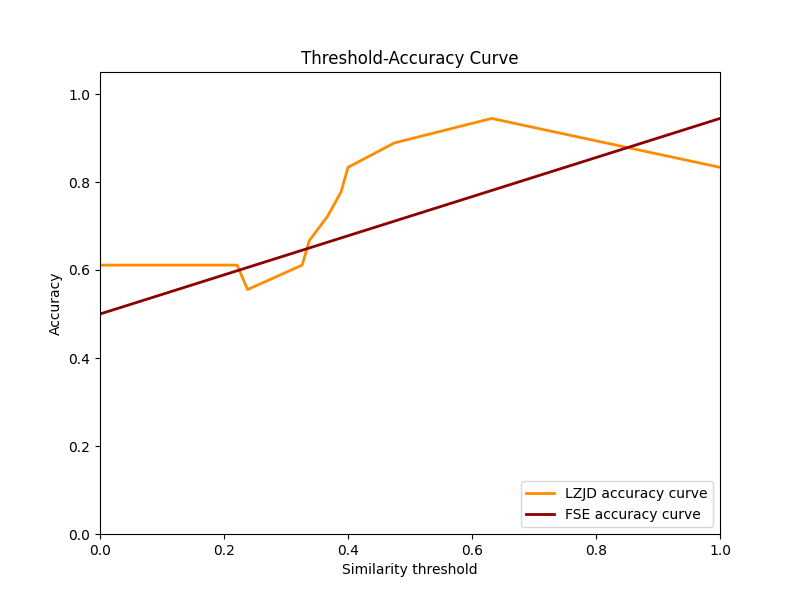 Threshold-Accuracy Curve
Accuracy
1.0
0.8
0.6
0.4
0.2
0.0
0.0 0.2 0.4 0.6 0.8 1.0
Similarity threshold
LZJD accuracy curve
FSE accuracy curve